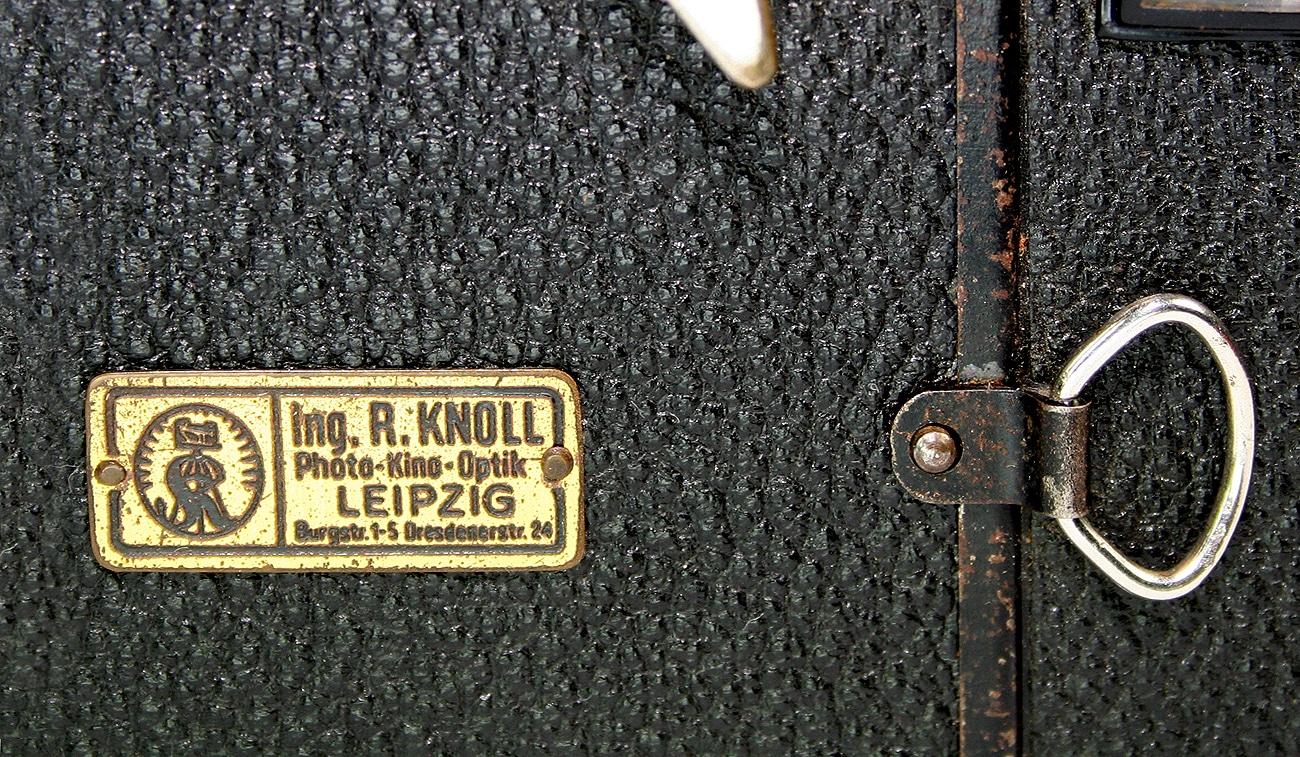 Ing. R. KNOLL
Photo-Kino-Optik
LEIPZIG
Burgstr. 1-5 Dresdenerstr. 24